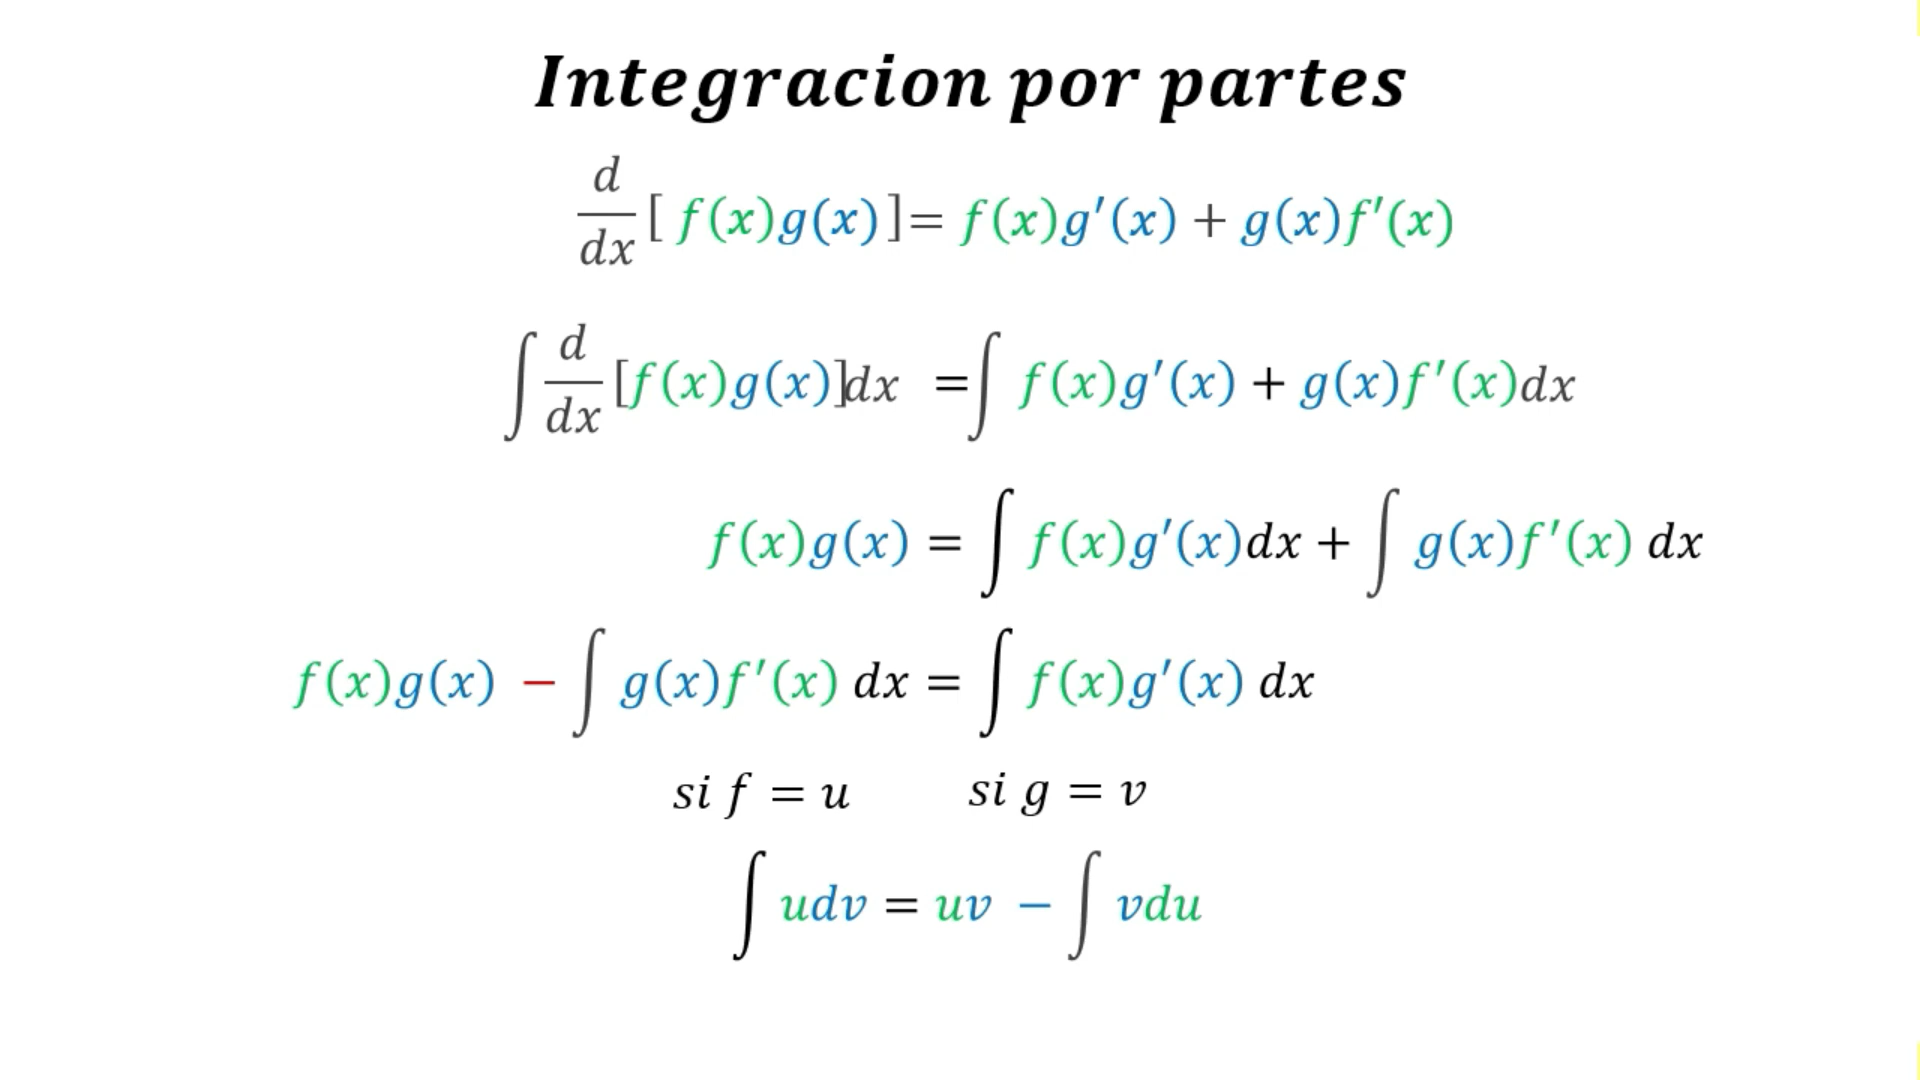 Integracion por partes
d/dx [ f(x)g(x) ]= f(x)g′(x) + g(x)f′(x)
∫ d/dx [f(x)g(x)]dx =∫ f(x)g′(x) + g(x)f′(x)dx
f(x)g(x) = ∫ f(x)g′(x)dx + ∫ g(x)f′(x) dx
f(x)g(x) − ∫ g(x)f′(x) dx = ∫ f(x)g′(x) dx
si f = u si g = v
∫ udv = uv − ∫ vdu